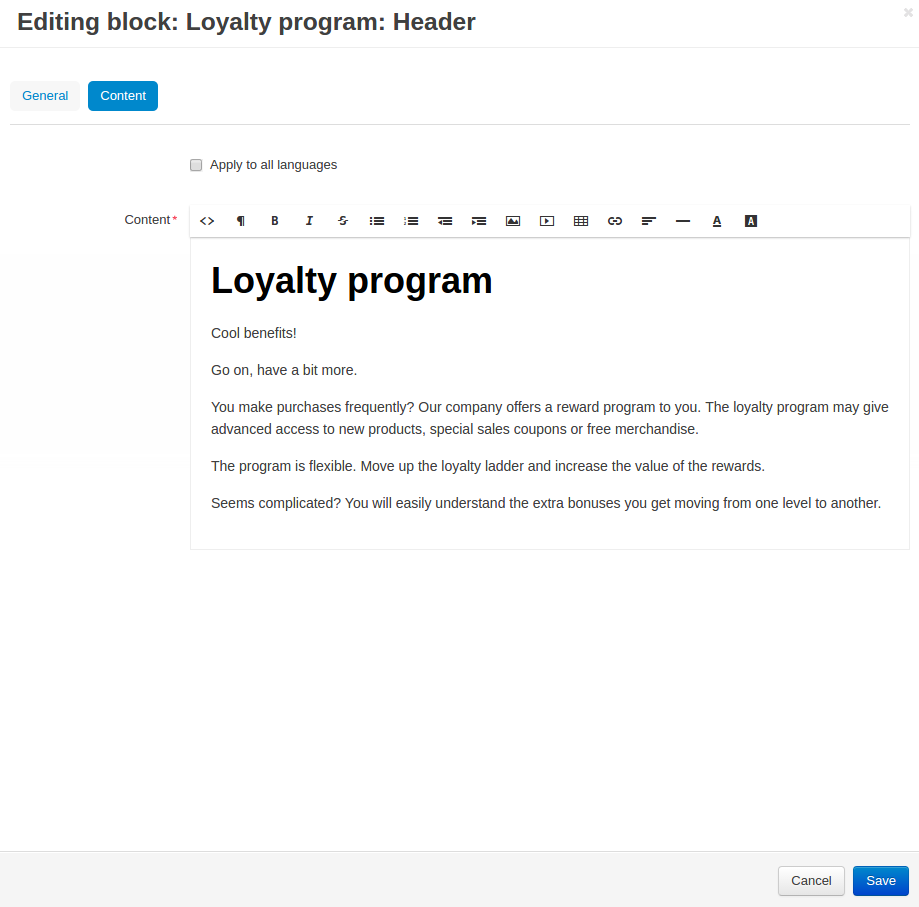 Editing block: Loyalty program: Header
General
Content
Apply to all languages
Content*
Loyalty program
Cool benefits!
Go on, have a bit more.
You make purchases frequently? Our company offers a reward program to you. The loyalty program may give
advanced access to new products, special sales coupons or free merchandise.
The program is flexible. Move up the loyalty ladder and increase the value of the rewards.
Seems complicated? You will easily understand the extra bonuses you get moving from one level to another.
Cancel
Save